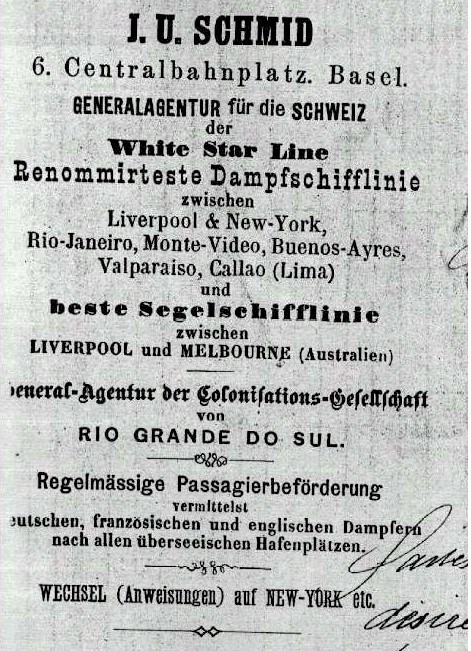 J. U. SCHMID
6. Centralbahnplatz. Basel.
GENERALAGENTUR für die SCHWEIZ
der
White Star Line
Renommirteste Dampfschifflinie
zwischen
Liverpool & New-York,
Rio-Janeiro, Monte-Video, Buenos-Ayres,
Valparaiso, Callao (Lima)
und
beste Segelschifflinie
zwischen
LIVERPOOL und MELBOURNE (Australien)
eneral-Agentur der Colonisations-Gesellschaft
von
RIO GRANDE DO SUL.
Regelmässige Passagierbeförderung
vermittelst
eutschen, französischen und englischen Dampfern
nach allen überseeischen Hafenplätzen.
WECHSEL (Anweisungen) auf NEW-YORK etc.
désire